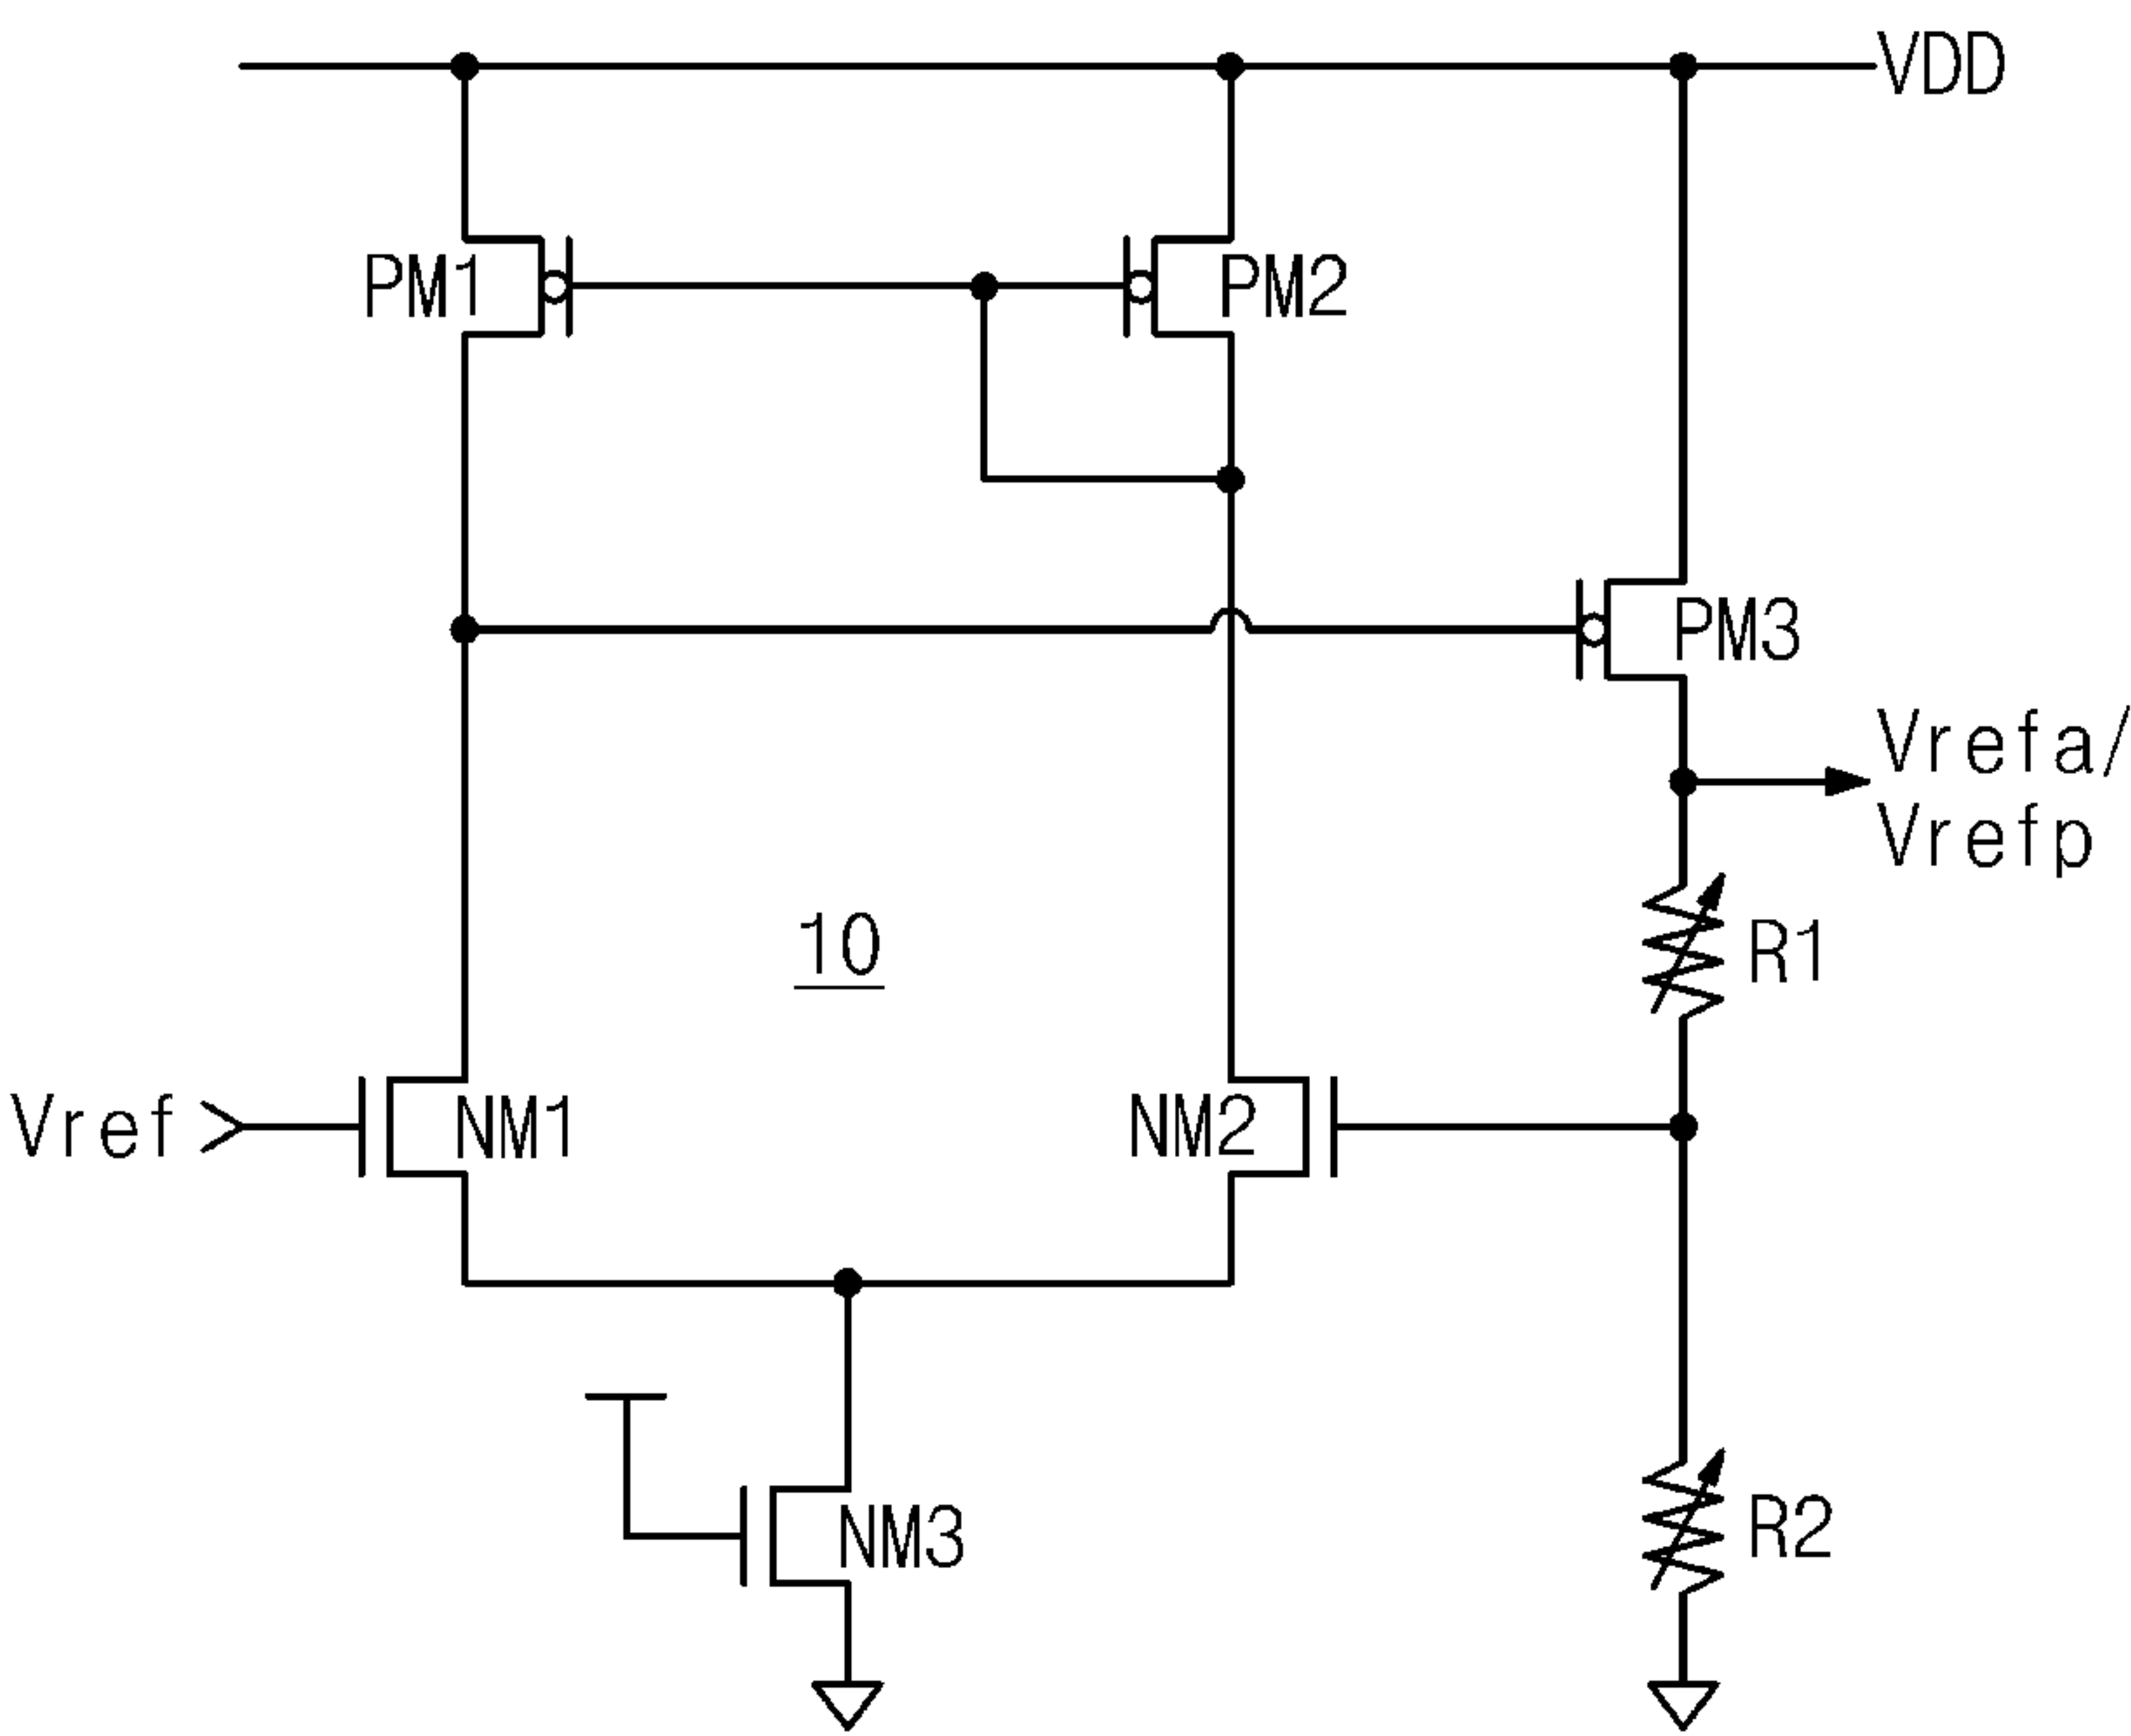 VDD
PM1
PM2
PM3
Vrefa/
Vrefp
10
R1
Vref
NM1
NM2
NM3
R2